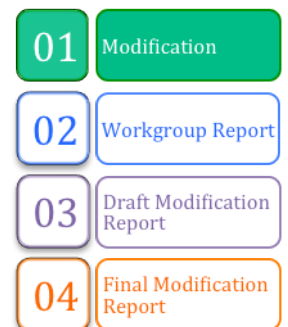 01 Modification
02 Workgroup Report
03 Draft Modification
Report
04 Final Modification
Report